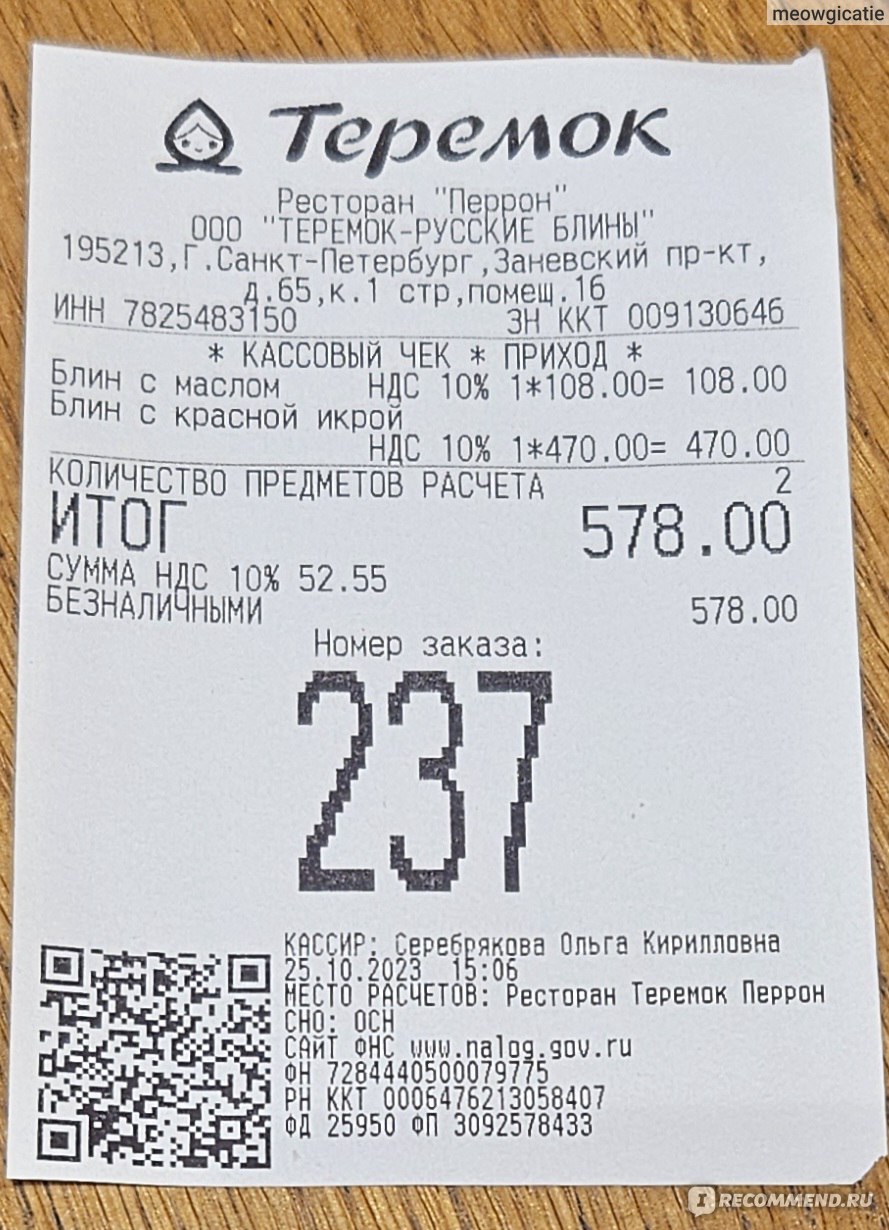 meowgicatie
Теремок
Ресторан "Перрон"
ООО "ТЕРЕМОК-РУССКИЕ БЛИНЫ"
195213,Г.Санкт-Петербург,Заневский пр-кт,
д.65,к.1 стр,помещ.16
ИНН 7825483150 ЗН ККТ 009130646
* КАССОВЫЙ ЧЕК * ПРИХОД *
Блин с маслом НДС 10% 1*108.00= 108.00
Блин с красной икрой
НДС 10% 1*470.00= 470.00
КОЛИЧЕСТВО ПРЕДМЕТОВ РАСЧЕТА 2
ИТОГ 578.00
СУММА НДС 10% 52.55
БЕЗНАЛИЧНЫМИ 578.00
Номер заказа:
237
КАССИР: Серебрякова Ольга Кирилловна
25.10.2023 15:06
МЕСТО РАСЧЕТОВ: Ресторан Теремок Перрон
СНО: ОСН
САЙТ ФНС www.nalog.gov.ru
ФН 7284440500079775
РН ККТ 0006476213058407
ФД 25950 ФП 3092578433
IRECOMMEND.RU